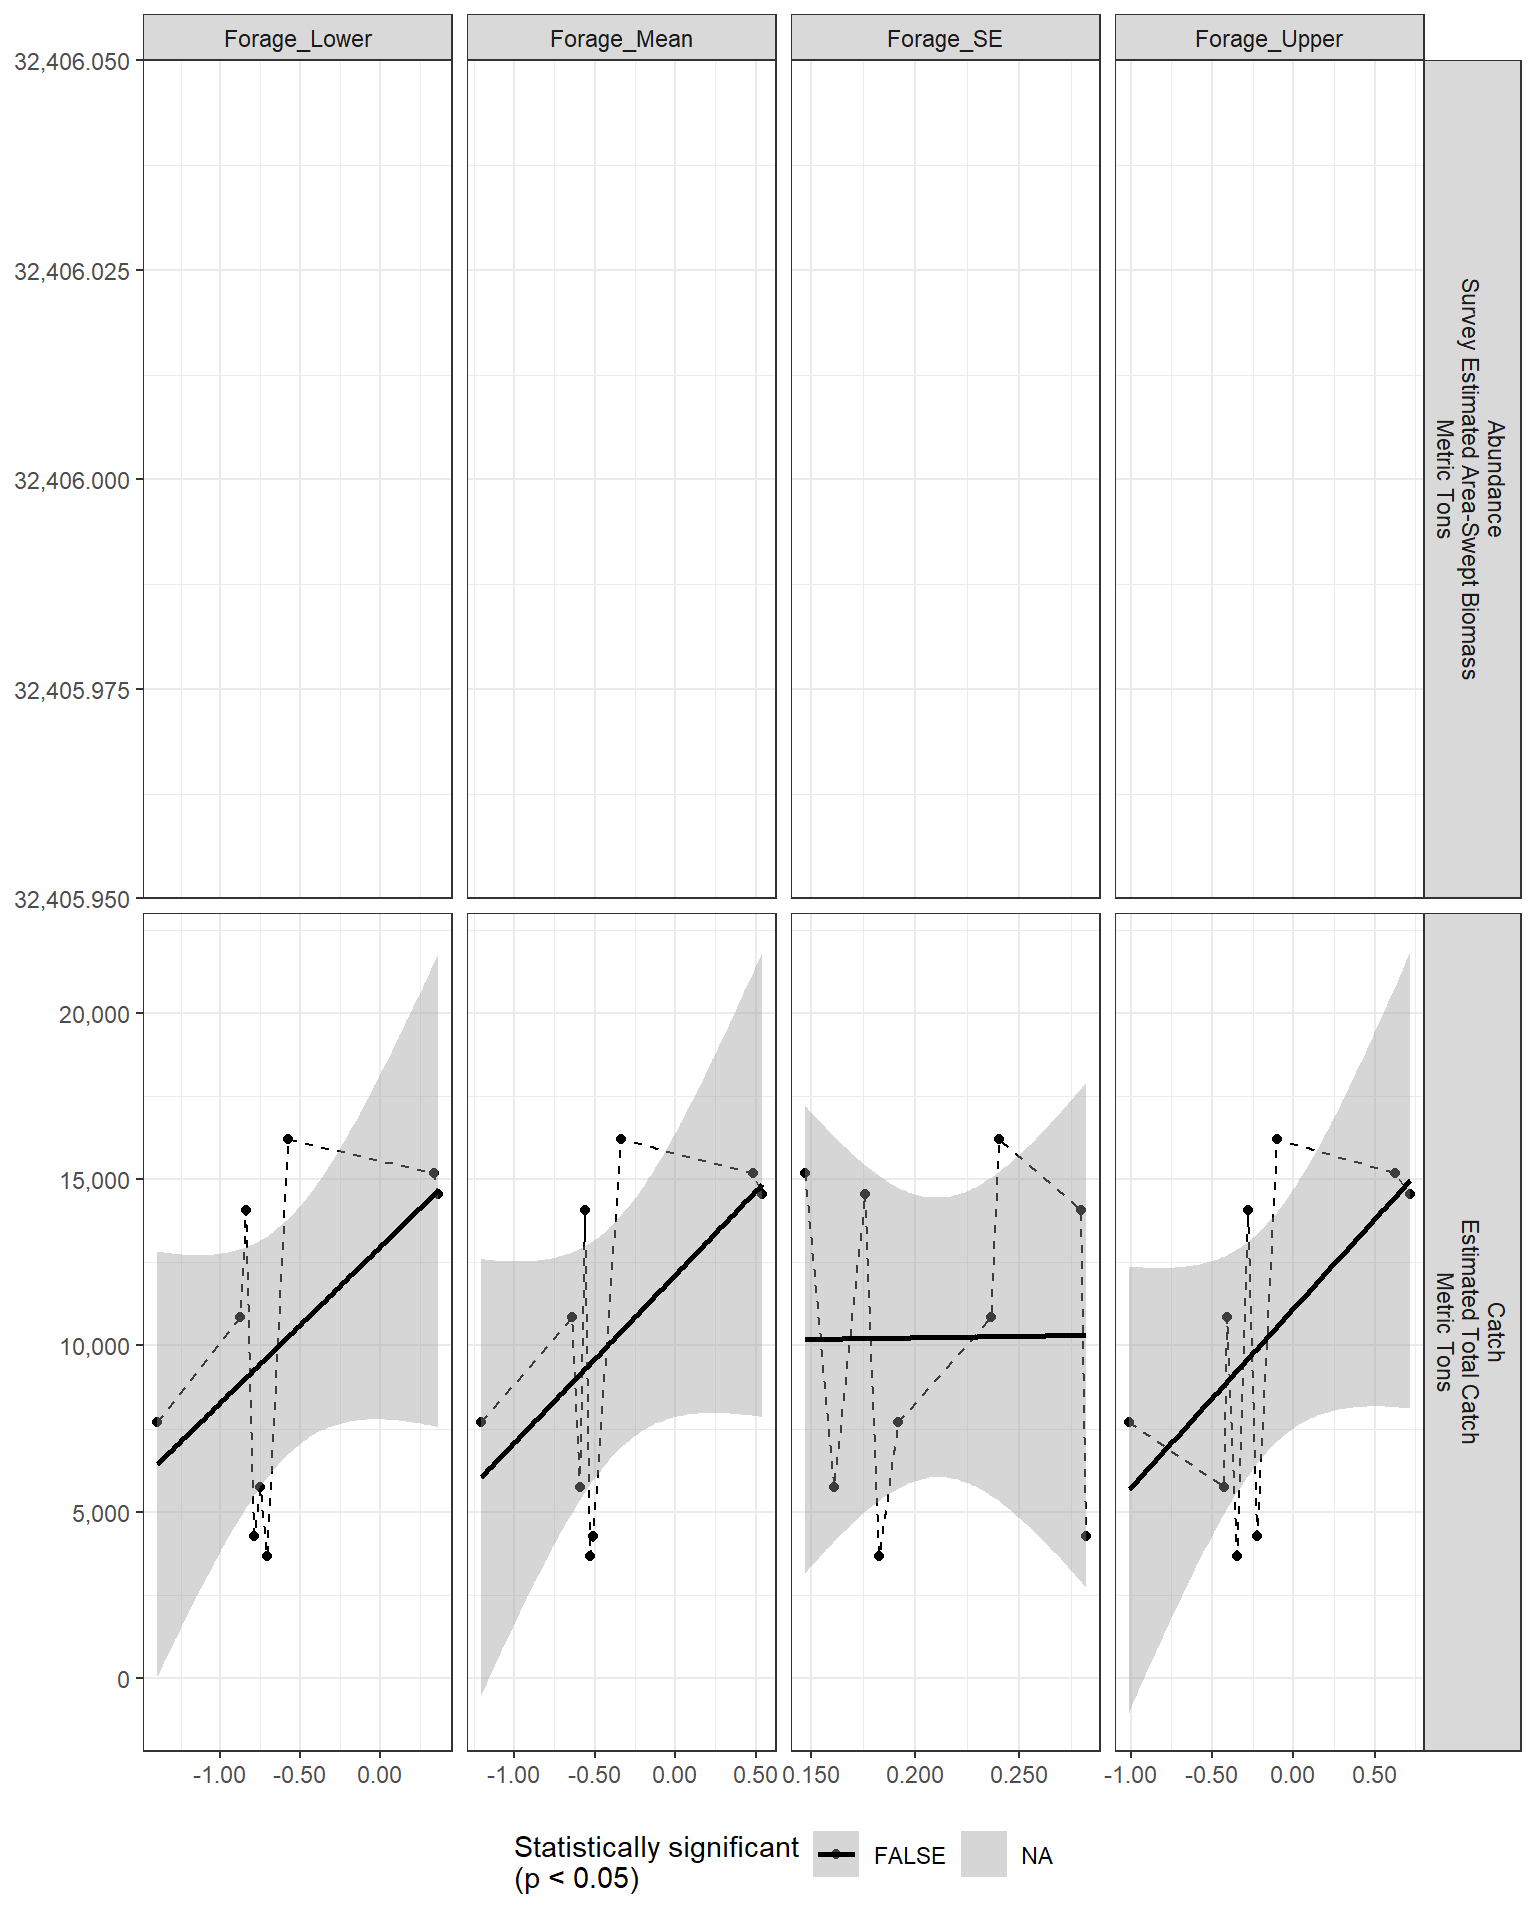 Forage_Lower
Forage_Mean
Forage_SE
Forage_Upper
32,406.050
32,406.025
32,406.000
32,405.975
32,405.950
Abundance
Survey Estimated Area-Swept Biomass
Metric Tons
20,000
15,000
10,000
5,000
0
Catch
Estimated Total Catch
Metric Tons
-1.00 -0.50 0.00
-1.00 -0.50 0.00 0.50
0.150 0.200 0.250
-1.00 -0.50 0.00 0.50
Statistically significant
(p < 0.05)
FALSE
NA